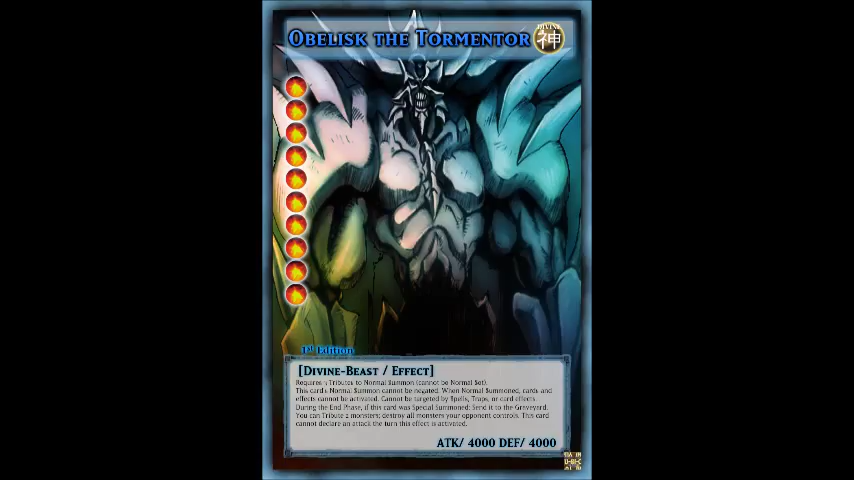 Obelisk the Tormentor
DIVINE
神
1st Edition
[Divine-Beast / Effect]
Requires 3 Tributes to Normal Summon (cannot be Normal Set).
This card's Normal Summon cannot be negated. When Normal Summoned, cards and
effects cannot be activated. Cannot be targeted by Spells, Traps, or card effects.
During the End Phase, if this card was Special Summoned: Send it to the Graveyard.
You can Tribute 2 monsters; destroy all monsters your opponent controls. This card
cannot declare an attack the turn this effect is activated.
ATK/ 4000 DEF/ 4000